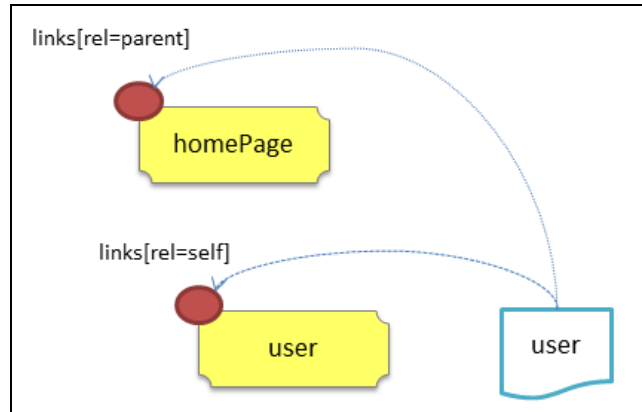 links[rel=parent]
homePage
links[rel=self]
user
user